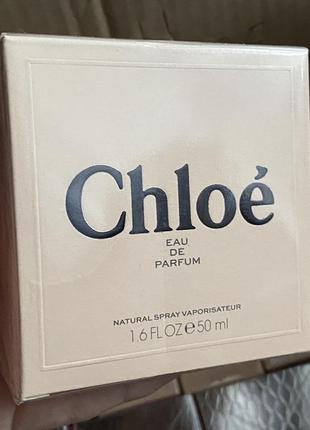 Chloé
EAU
DE
PARFUM
NATURAL SPRAY VAPORISATEUR
1.6 FL OZ ℮ 50 ml